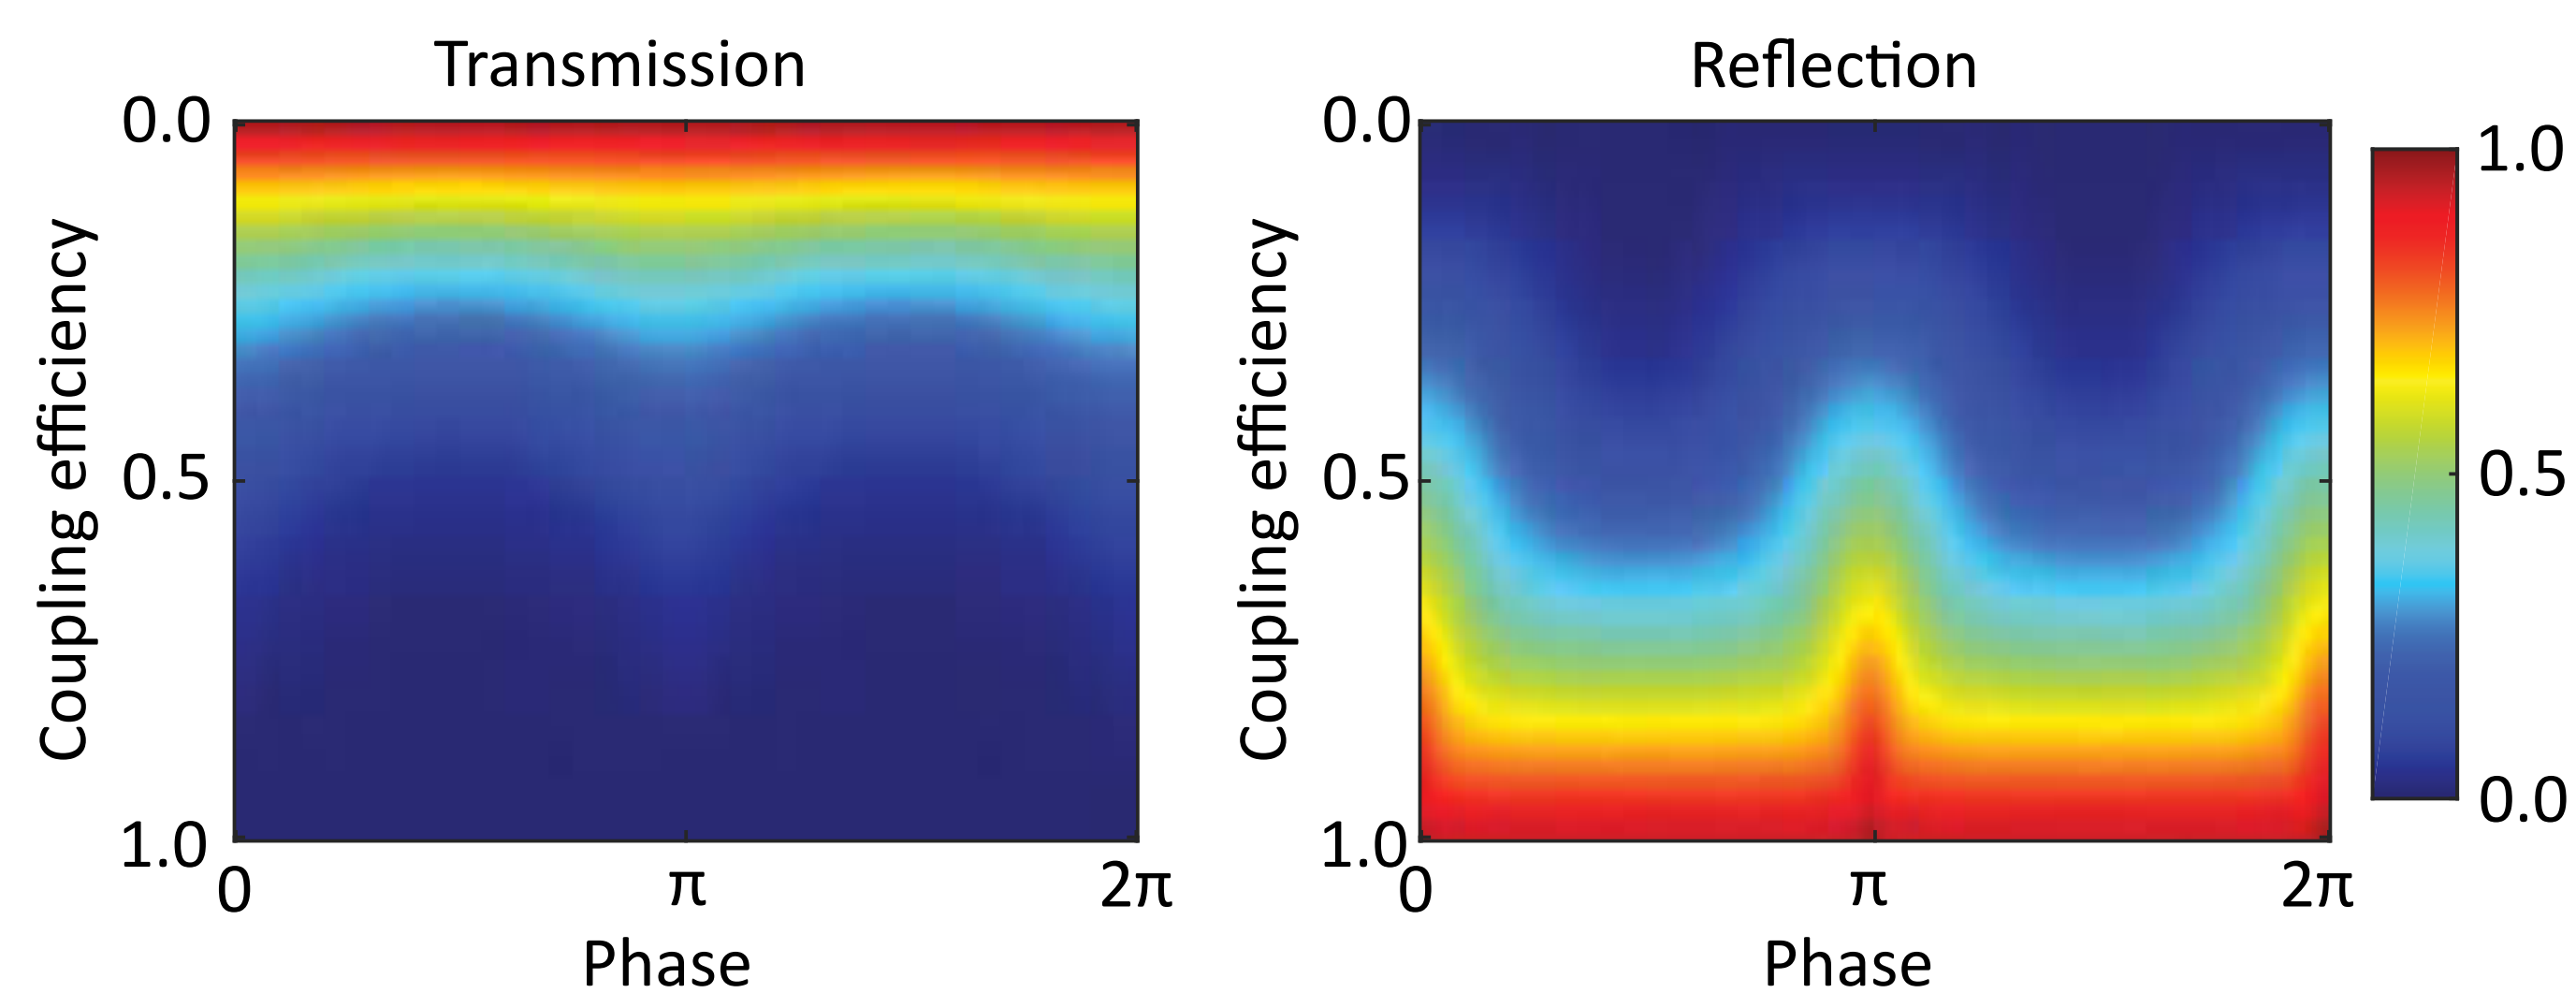 Transmission
0.0
0.5
1.0
Coupling efficiency
0
π
2π
Phase
Reflection
0.0
0.5
1.0
Coupling efficiency
0
π
2π
Phase
1.0
0.5
0.0